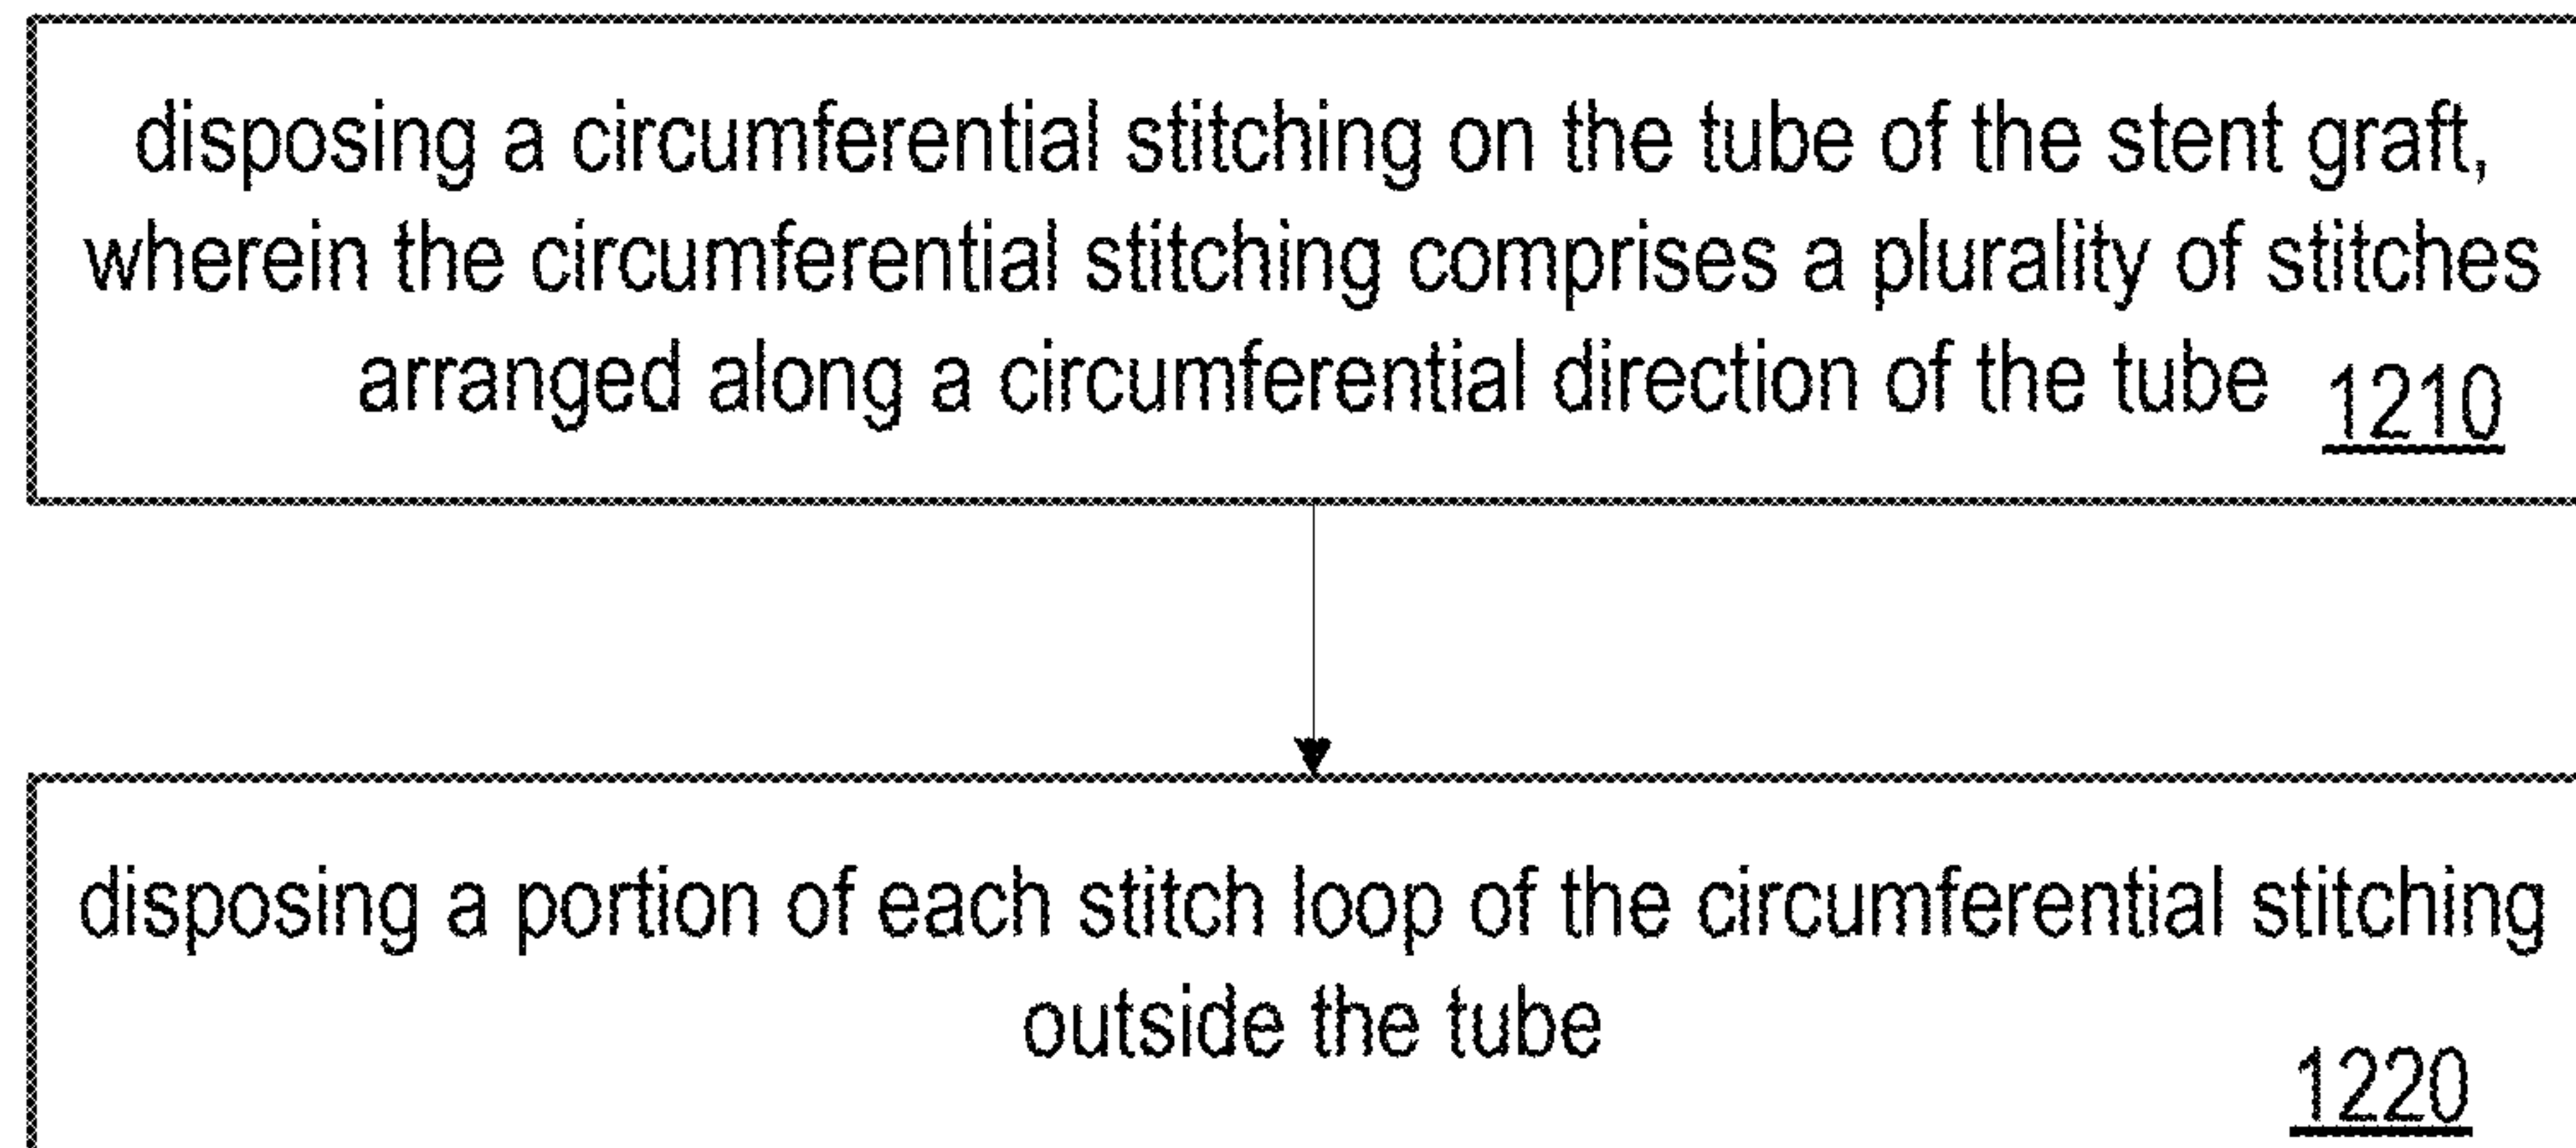 disposing a circumferential stitching on the tube of the stent graft,
wherein the circumferential stitching comprises a plurality of stitches
arranged along a circumferential direction of the tube 1210
disposing a portion of each stitch loop of the circumferential stitching
outside the tube
1220